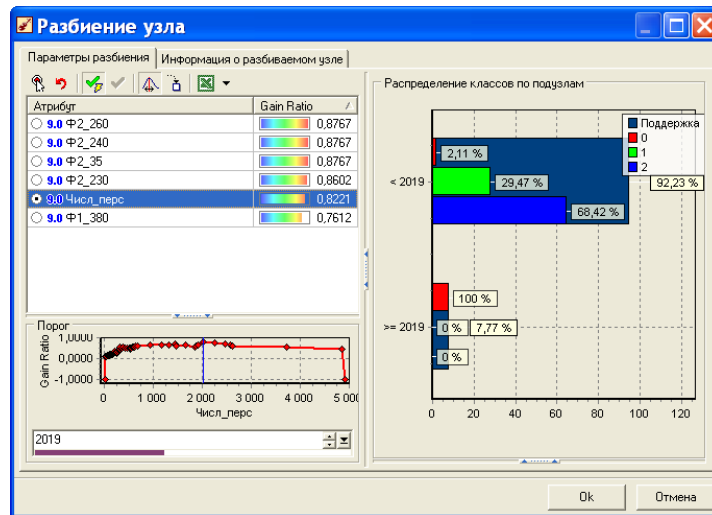 Разбиение узла
Параметры разбиения Информация о разбиваемом узле
Атрибут Gain Ratio
9.0 Ф2_260 0,8767
9.0 Ф2_240 0,8767
9.0 Ф2_35 0,8767
9.0 Ф2_230 0,8602
9.0 Числ_перс 0,8221
9.0 Ф1_380 0,7612
Порог
Gain Ratio
1,0000
0,0000
-1,0000
0 1 000 2 000 3 000 4 000 5 000
Числ_перс
2019
Распределение классов по подузлам
Поддержка
0
1
2
< 2019
2,11 %
29,47 %
92,23 %
68,42 %
>= 2019
100 %
0 % 7,77 %
0 %
0 20 40 60 80 100 120
Ok Отмена